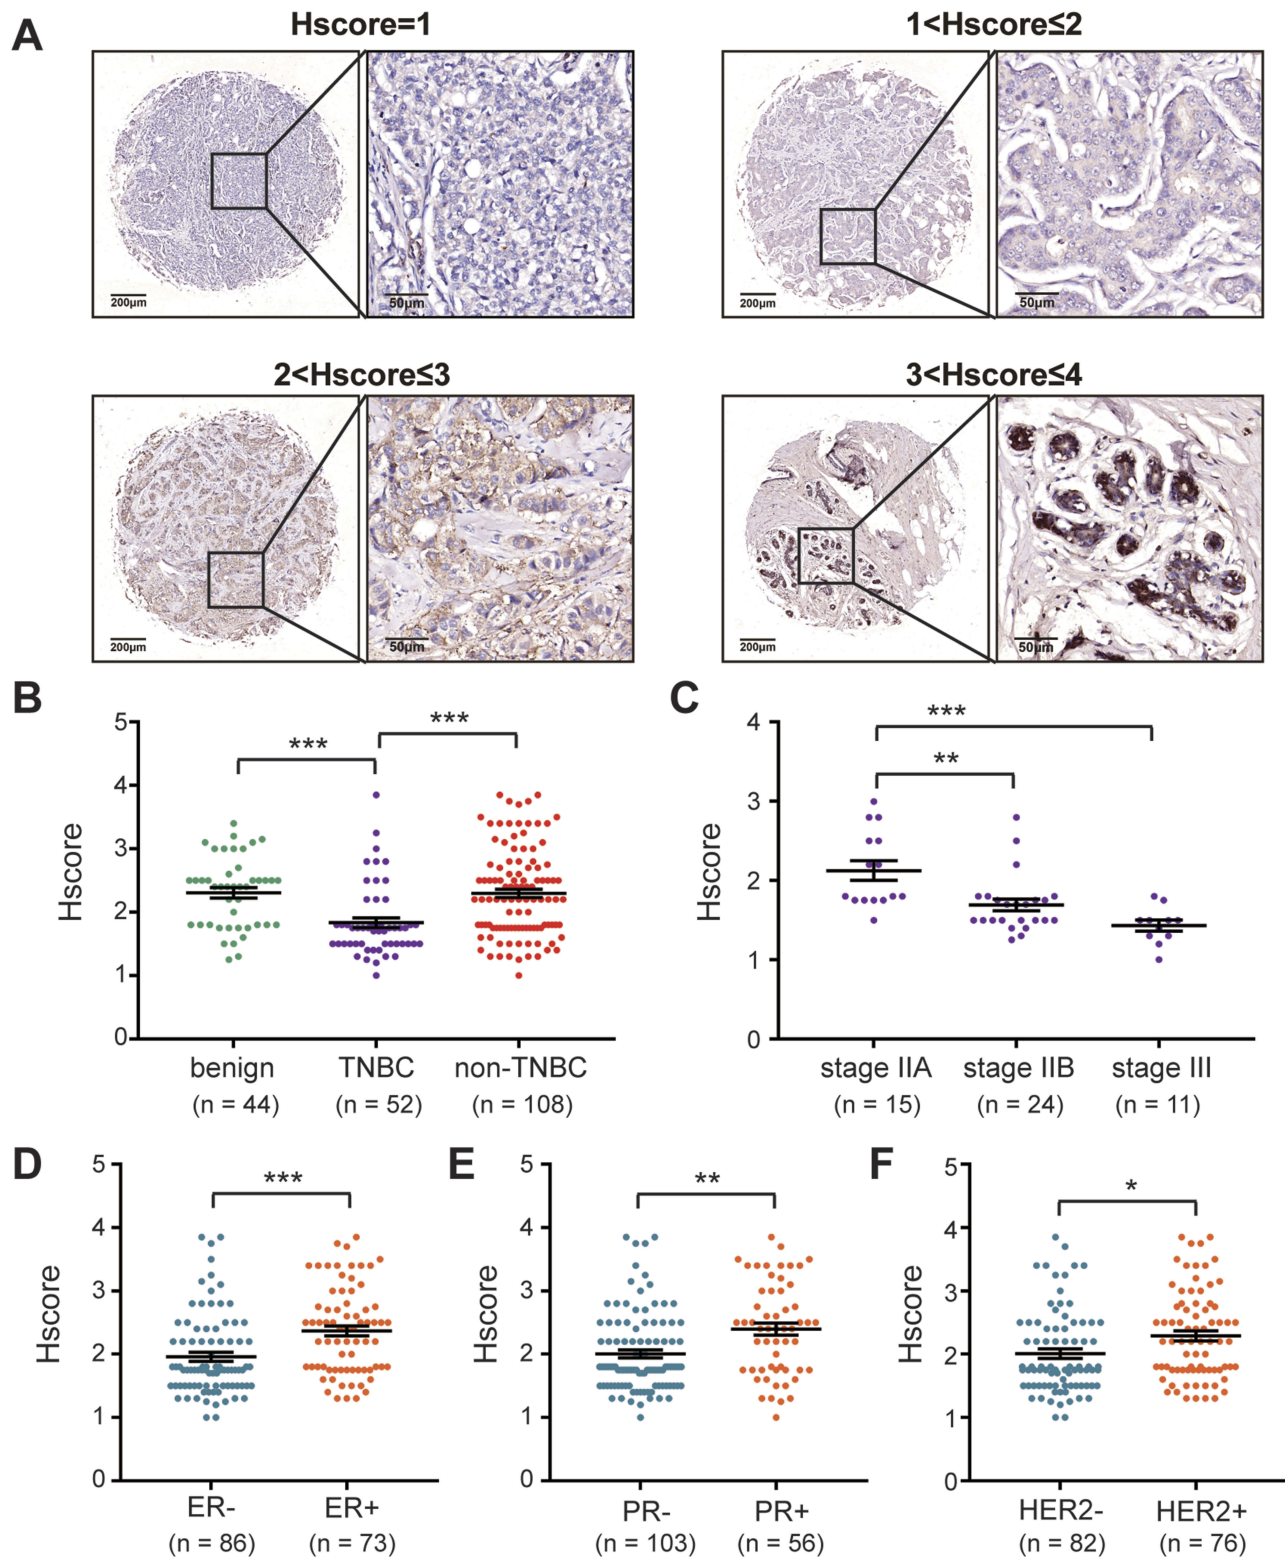 A
Hscore=1
1<Hscore≤2
200μm
50μm
200μm
50μm
2<Hscore≤3
3<Hscore≤4
200μm
50μm
200μm
50μm
B
Hscore
5
4
3
2
1
0
***
***
benign
TNBC
non-TNBC
(n = 44)
(n = 52)
(n = 108)
C
Hscore
4
3
2
1
0
***
**
stage IIA
stage IIB
stage III
(n = 15)
(n = 24)
(n = 11)
D
Hscore
5
4
3
2
1
0
***
ER-
ER+
(n = 86)
(n = 73)
E
Hscore
5
4
3
2
1
0
**
PR-
PR+
(n = 103)
(n = 56)
F
Hscore
5
4
3
2
1
0
*
HER2-
HER2+
(n = 82)
(n = 76)